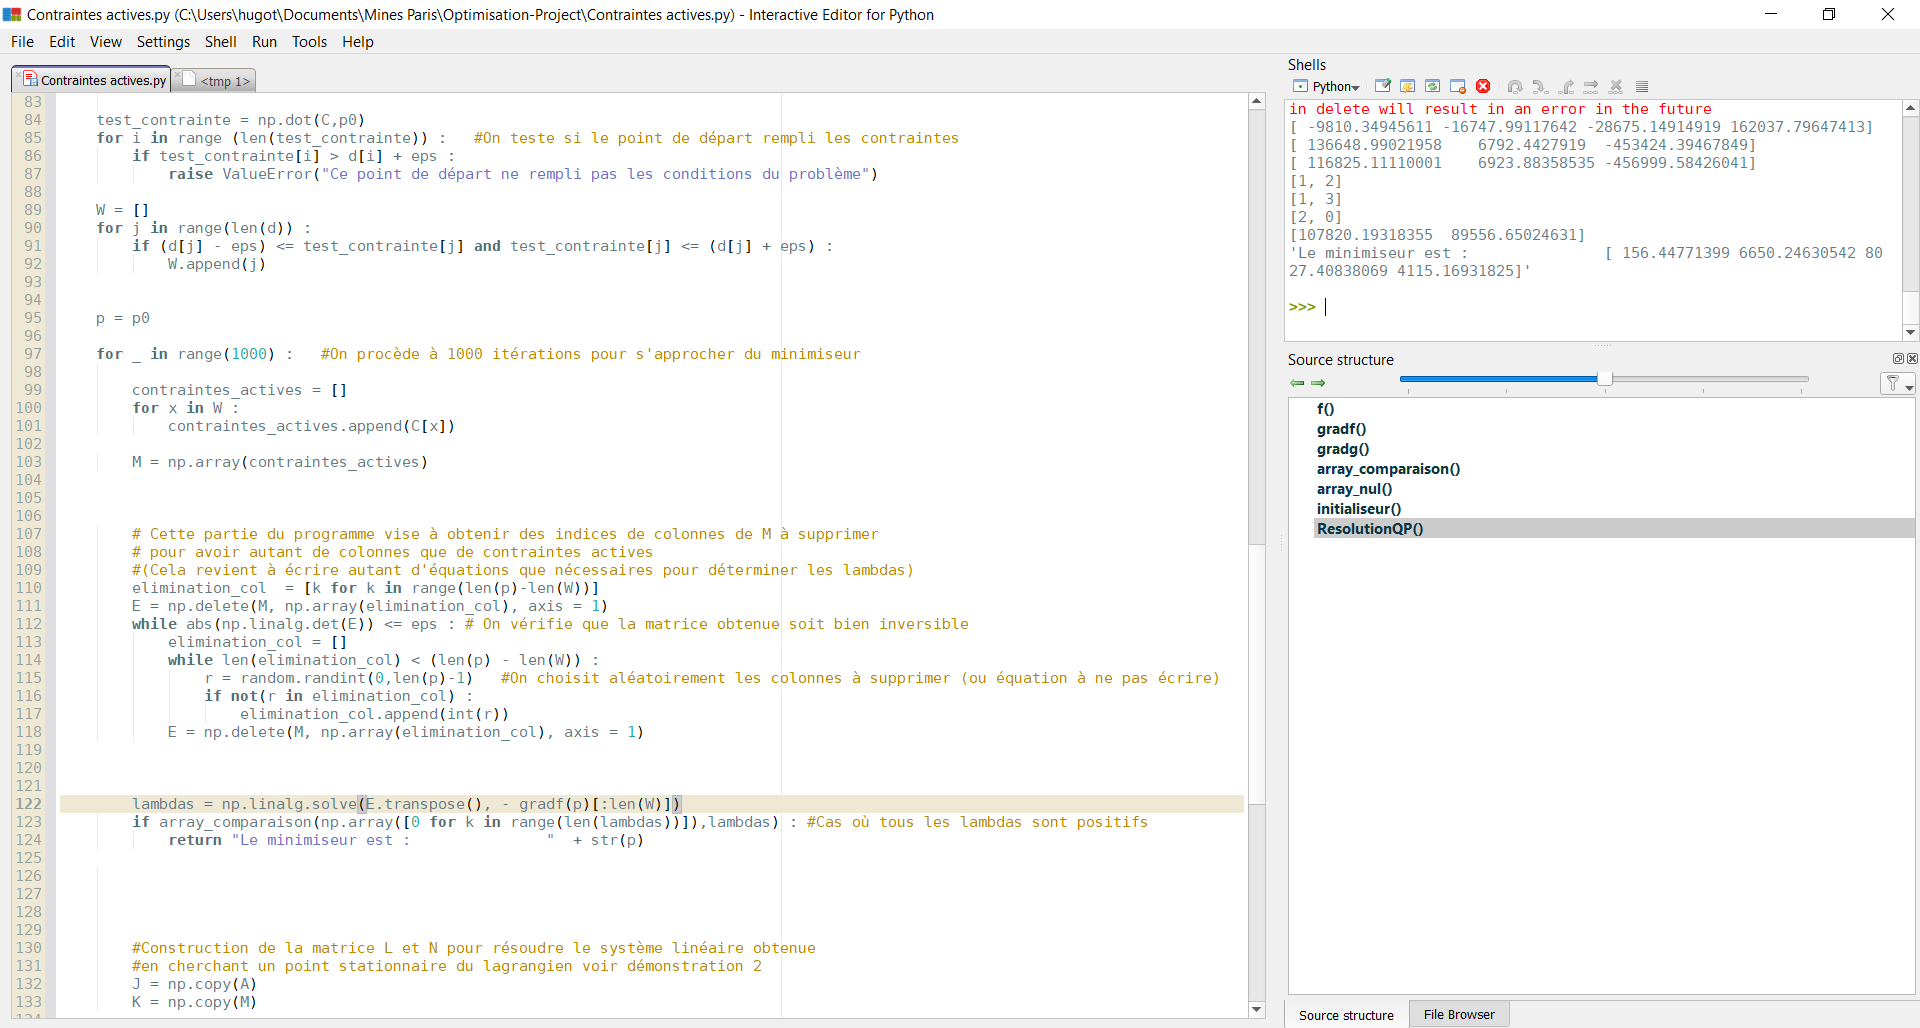 Contraintes actives.py (C:\Users\hugot\Documents\Mines Paris\Optimisation-Project\Contraintes actives.py) - Interactive Editor for Python
File Edit View Settings Shell Run Tools Help
Contraintes actives.py <tmp 1>
83
84 test_contrainte = np.dot(C,p0)
85 for i in range (len(test_contrainte)) : #On teste si le point de départ rempli les contraintes
86 if test_contrainte[i] > d[i] + eps :
87 raise ValueError("Ce point de départ ne rempli pas les conditions du problème")
88
89 W = []
90 for j in range(len(d)) :
91 if (d[j] - eps) <= test_contrainte[j] and test_contrainte[j] <= (d[j] + eps) :
92 W.append(j)
93
94
95 p = p0
96
97 for _ in range(1000) : #On procède à 1000 itérations pour s'approcher du minimiseur
98
99 contraintes_actives = []
100 for x in W :
101 contraintes_actives.append(C[x])
102
103 M = np.array(contraintes_actives)
104
105
106
107 # Cette partie du programme vise à obtenir des indices de colonnes de M à supprimer
108 # pour avoir autant de colonnes que de contraintes actives
109 #(Cela revient à écrire autant d'équations que nécessaires pour déterminer les lambdas)
110 elimination_col = [k for k in range(len(p)-len(W))]
111 E = np.delete(M, np.array(elimination_col), axis = 1)
112 while abs(np.linalg.det(E)) <= eps : # On vérifie que la matrice obtenue soit bien inversible
113 elimination_col = []
114 while len(elimination_col) < (len(p) - len(W)) :
115 r = random.randint(0,len(p)-1) #On choisit aléatoirement les colonnes à supprimer (ou équation à ne pas écrire)
116 if not(r in elimination_col) :
117 elimination_col.append(int(r))
118 E = np.delete(M, np.array(elimination_col), axis = 1)
119
120
121
122 lambdas = np.linalg.solve(E.transpose(), - gradf(p)[:len(W)])
123 if array_comparaison(np.array([0 for k in range(len(lambdas))]),lambdas) : #Cas où tous les lambdas sont positifs
124 return "Le minimiseur est : " + str(p)
125
126
127
128
129
130 #Construction de la matrice L et N pour résoudre le système linéaire obtenue
131 #en cherchant un point stationnaire du lagrangien voir démonstration 2
132 J = np.copy(A)
133 K = np.copy(M)
Shells
Python
in delete will result in an error in the future
[ -9810.34945611 -16747.99117642 -28675.14914919 162037.79647413]
[ 136648.99021958 6792.4427919 -453424.39467849]
[ 116825.11110001 6923.88358535 -456999.58426041]
[1, 2]
[1, 3]
[2, 0]
[107820.19318355 89556.65024631]
'Le minimiseur est : [ 156.44771399 6650.24630542 80
27.40838069 4115.16931825]'
>>>
Source structure
f()
gradf()
gradg()
array_comparaison()
array_nul()
initialiseur()
ResolutionQP()
Source structure File Browser